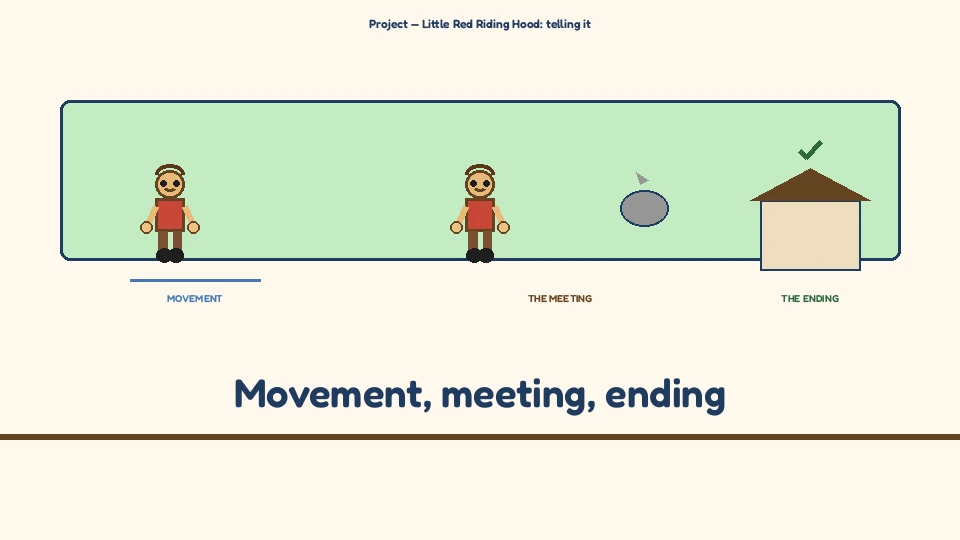 Project — Little Red Riding Hood: telling it
MOVEMENT
THE MEETING
THE ENDING
Movement, meeting, ending